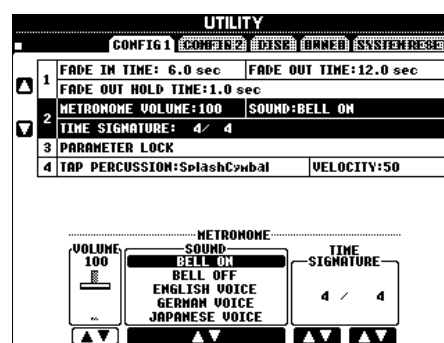 UTILITY
CONFIG 1 CONFIG 2 DISK OWNER SYSTEM RESE
1 FADE IN TIME: 6.0 sec FADE OUT TIME:12.0 sec
FADE OUT HOLD TIME:1.0 sec
2 METRONOME VOLUME:100 SOUND:BELL ON
TIME SIGNATURE: 4/ 4
3 PARAMETER LOCK
4 TAP PERCUSSION:SplashCymbal VELOCITY:50
METRONOME
VOLUME SOUND TIME
SIGNATURE
100 BELL ON
BELL OFF
ENGLISH VOICE
4 / 4
GERMAN VOICE
JAPANESE VOICE